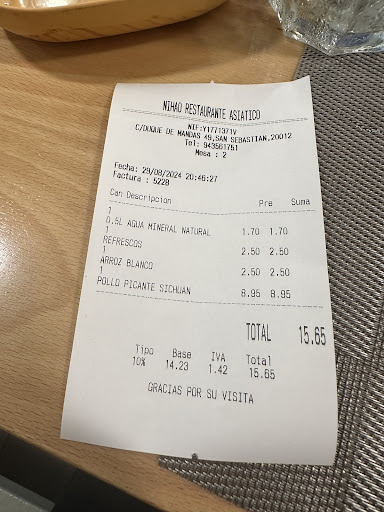 NIHAO RESTAURANTE ASIATICO
NIF:Y1771371V
C/DUQUE DE MANDAS 49,SAN SEBASTIAN,20012
Tel: 943561751
Mesa : 2
Fecha: 29/08/2024 20:46:27
Factura : 5228
Can Descripcion Pre Suma
1
0.5L AGUA MINERAL NATURAL 1.70 1.70
1
REFRESCOS 2.50 2.50
1
ARROZ BLANCO 2.50 2.50
1
POLLO PICANTE SICHUAN 8.95 8.95
TOTAL 15.65
Tipo Base IVA Total
10% 14.23 1.42 15.65
GRACIAS POR SU VISITA